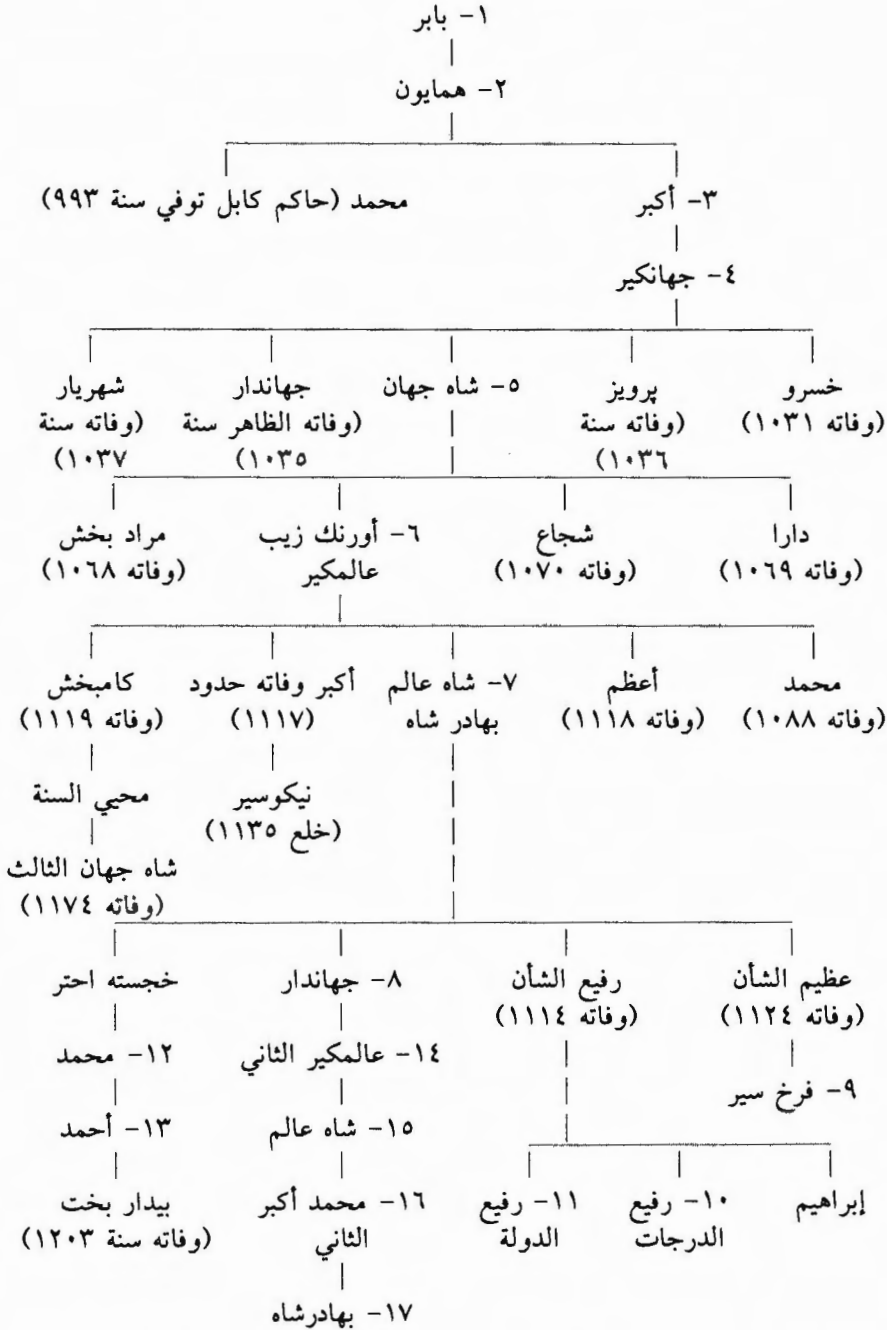 ١- بابر
٢- همايون
٣- أكبر
محمد (حاكم كابل توفي سنة ٩٩٣)
٤- جهانكير
خسرو
(وفاته ١٠٣١)
پرويز
(وفاته سنة
١٠٣٦)
٥- شاه جهان
جهاندار
(وفاته الظاهر سنة
١٠٣٥)
شهريار
(وفاته سنة
١٠٣٧)
دارا
(وفاته ١٠٦٩)
شجاع
(وفاته ١٠٧٠)
٦- أورنك زيب
عالمكير
مراد بخش
(وفاته ١٠٦٨)
محمد
(وفاته ١٠٨٨)
أعظم
(وفاته ١١١٨)
٧- شاه عالم
بهادر شاه
أكبر وفاته حدود
(١١١٧)
كامبخش
(وفاته ١١١٩)
نيكوسير
(خلع ١١٣٥)
محيي السنة
شاه جهان الثالث
(وفاته ١١٧٤)
عظيم الشأن
(وفاته ١١٢٤)
رفيع الشأن
(وفاته ١١١٤)
٨- جهاندار
خجسته احتر
٩- فرخ سير
١٤- عالمكير الثاني
١٢- محمد
١٥- شاه عالم
١٣- أحمد
إبراهيم
١٠- رفيع
الدرجات
١١- رفيع
الدولة
١٦- محمد أكبر
الثاني
بيدار بخت
(وفاته سنة ١٢٠٣)
١٧- بهادرشاه